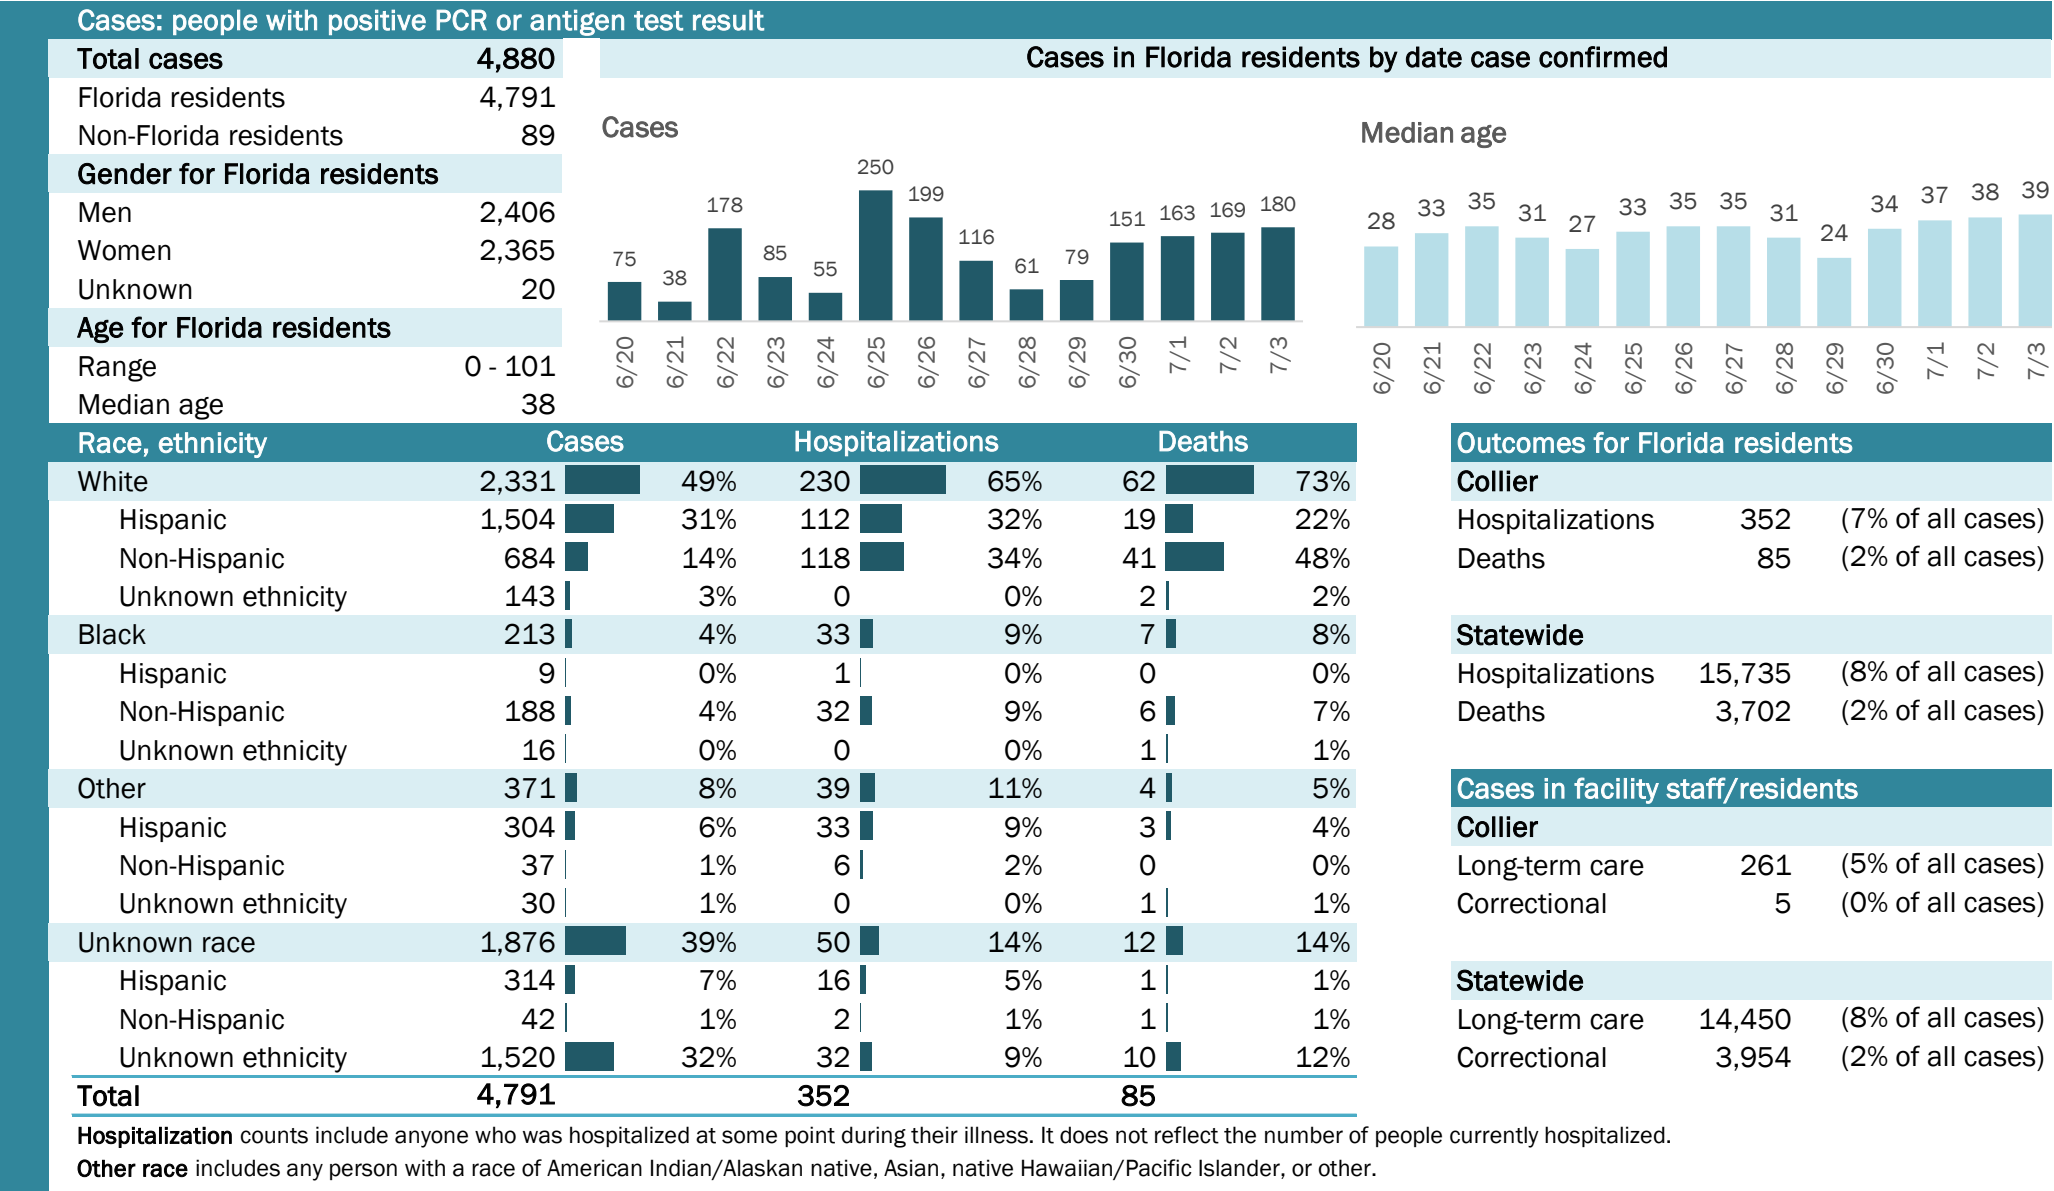 Cases: people with positive PCR or antigen test result
Total cases 4,880
Florida residents 4,791
Non-Florida residents 89
Gender for Florida residents
Men 2,406
Women 2,365
Unknown 20
Age for Florida residents
Range 0 - 101
Median age 38
Cases in Florida residents by date case confirmed
Cases
75 38 178 85 55 250 199 116 61 79 151 163 169 180
6/20 6/21 6/22 6/23 6/24 6/25 6/26 6/27 6/28 6/29 6/30 7/1 7/2 7/3
Median age
28 33 35 31 27 33 35 35 31 24 34 37 38 39
6/20 6/21 6/22 6/23 6/24 6/25 6/26 6/27 6/28 6/29 6/30 7/1 7/2 7/3
Race, ethnicity Cases Hospitalizations Deaths
White 2,331 49% 230 65% 62 73%
Hispanic 1,504 31% 112 32% 19 22%
Non-Hispanic 684 14% 118 34% 41 48%
Unknown ethnicity 143 3% 0 0% 2 2%
Black 213 4% 33 9% 7 8%
Hispanic 9 0% 1 0% 0 0%
Non-Hispanic 188 4% 32 9% 6 7%
Unknown ethnicity 16 0% 0 0% 1 1%
Other 371 8% 39 11% 4 5%
Hispanic 304 6% 33 9% 3 4%
Non-Hispanic 37 1% 6 2% 0 0%
Unknown ethnicity 30 1% 0 0% 1 1%
Unknown race 1,876 39% 50 14% 12 14%
Hispanic 314 7% 16 5% 1 1%
Non-Hispanic 42 1% 2 1% 1 1%
Unknown ethnicity 1,520 32% 32 9% 10 12%
Total 4,791 352 85
Outcomes for Florida residents
Collier
Hospitalizations 352 (7% of all cases)
Deaths 85 (2% of all cases)
Statewide
Hospitalizations 15,735 (8% of all cases)
Deaths 3,702 (2% of all cases)
Cases in facility staff/residents
Collier
Long-term care 261 (5% of all cases)
Correctional 5 (0% of all cases)
Statewide
Long-term care 14,450 (8% of all cases)
Correctional 3,954 (2% of all cases)
Hospitalization counts include anyone who was hospitalized at some point during their illness. It does not reflect the number of people currently hospitalized.
Other race includes any person with a race of American Indian/Alaskan native, Asian, native Hawaiian/Pacific Islander, or other.